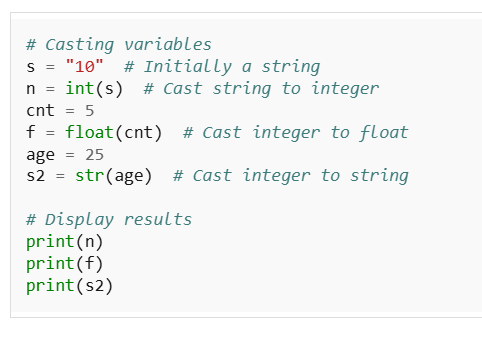 # Casting variables
s = "10"  # Initially a string
n = int(s)  # Cast string to integer
cnt = 5
f = float(cnt)  # Cast integer to float
age = 25
s2 = str(age)  # Cast integer to string

# Display results
print(n)
print(f)
print(s2)